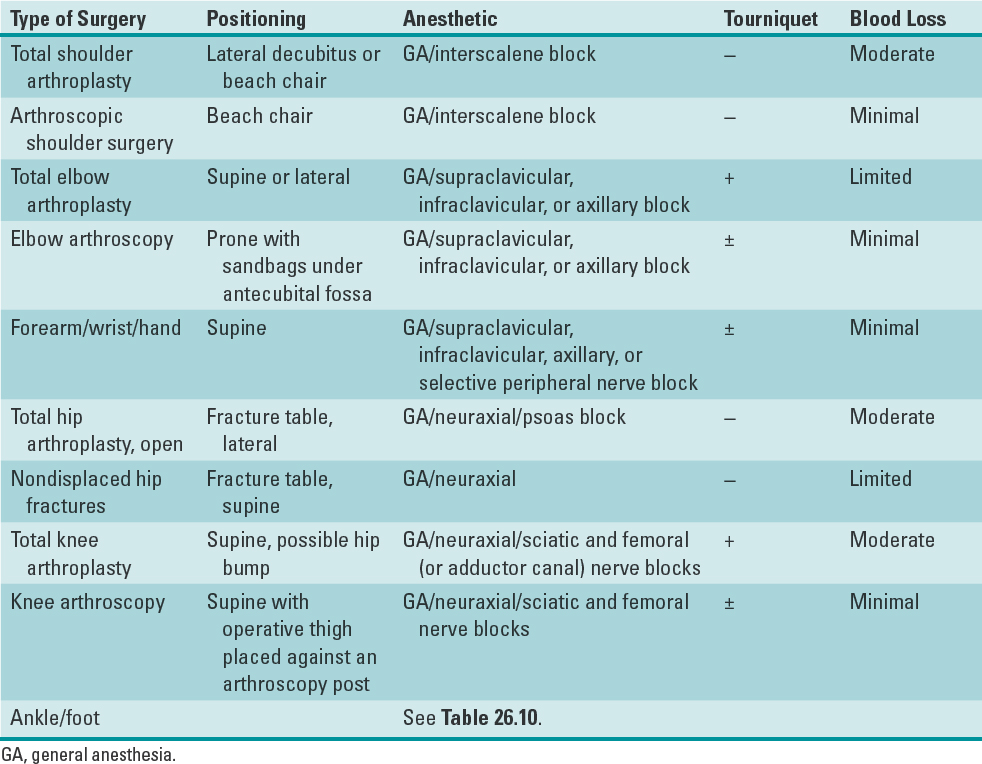 Type of Surgery Positioning Anesthetic Tourniquet Blood Loss
Total shoulder Lateral decubitus or GA/interscalene block – Moderate
arthroplasty beach chair
Arthroscopic Beach chair GA/interscalene block – Minimal
shoulder surgery
Total elbow Supine or lateral GA/supraclavicular, + Limited
arthroplasty infraclavicular, or axillary block
Elbow arthroscopy Prone with GA/supraclavicular, ± Minimal
sandbags under infraclavicular, or axillary block
antecubital fossa
Forearm/wrist/hand Supine GA/supraclavicular, ± Minimal
infraclavicular, axillary, or
selective peripheral nerve block
Total hip Fracture table, GA/neuraxial/psoas block – Moderate
arthroplasty, open lateral
Nondisplaced hip Fracture table, GA/neuraxial – Limited
fractures supine
Total knee Supine, possible hip GA/neuraxial/sciatic and femoral + Moderate
arthroplasty bump (or adductor canal) nerve blocks
Knee arthroscopy Supine with GA/neuraxial/sciatic and femoral ± Minimal
operative thigh nerve blocks
placed against an
arthroscopy post
Ankle/foot See Table 26.10.
GA, general anesthesia.